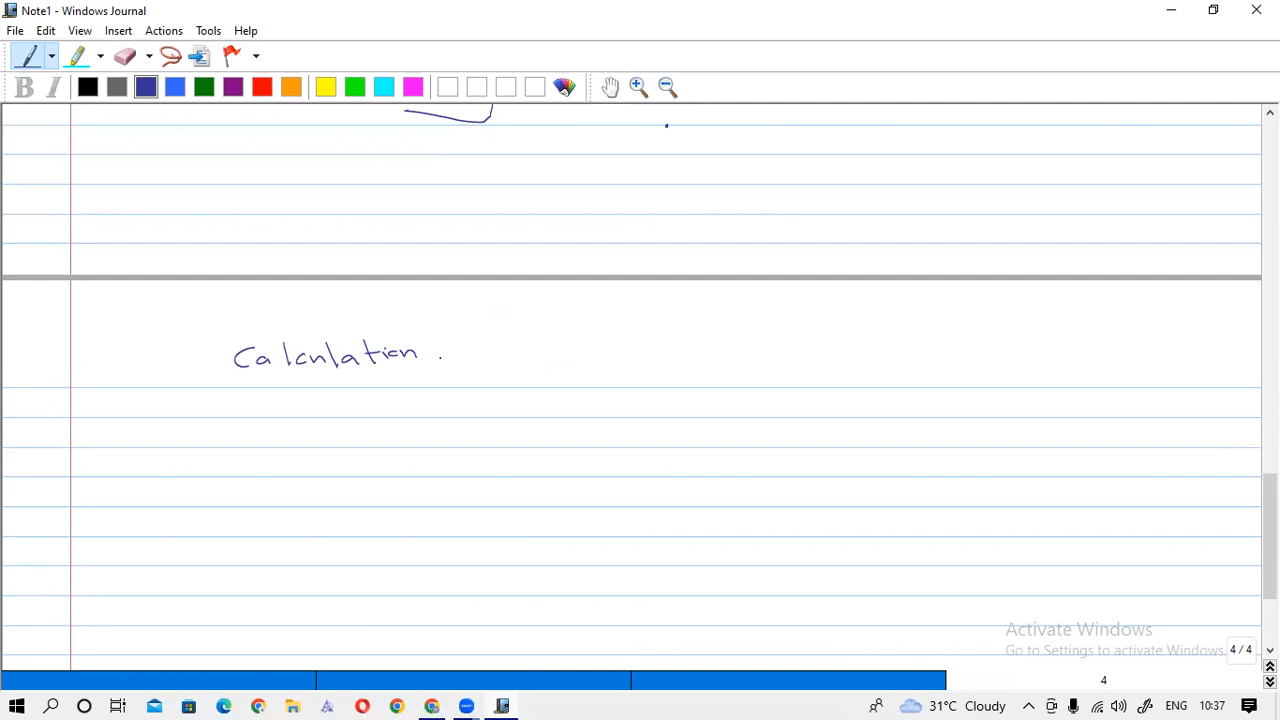 Note1 - Windows Journal
File Edit View Insert Actions Tools Help
B I
Calculation .
Activate Windows
Go to Settings to activate Windows.
4 / 4
4
31°C Cloudy
ENG
10:37